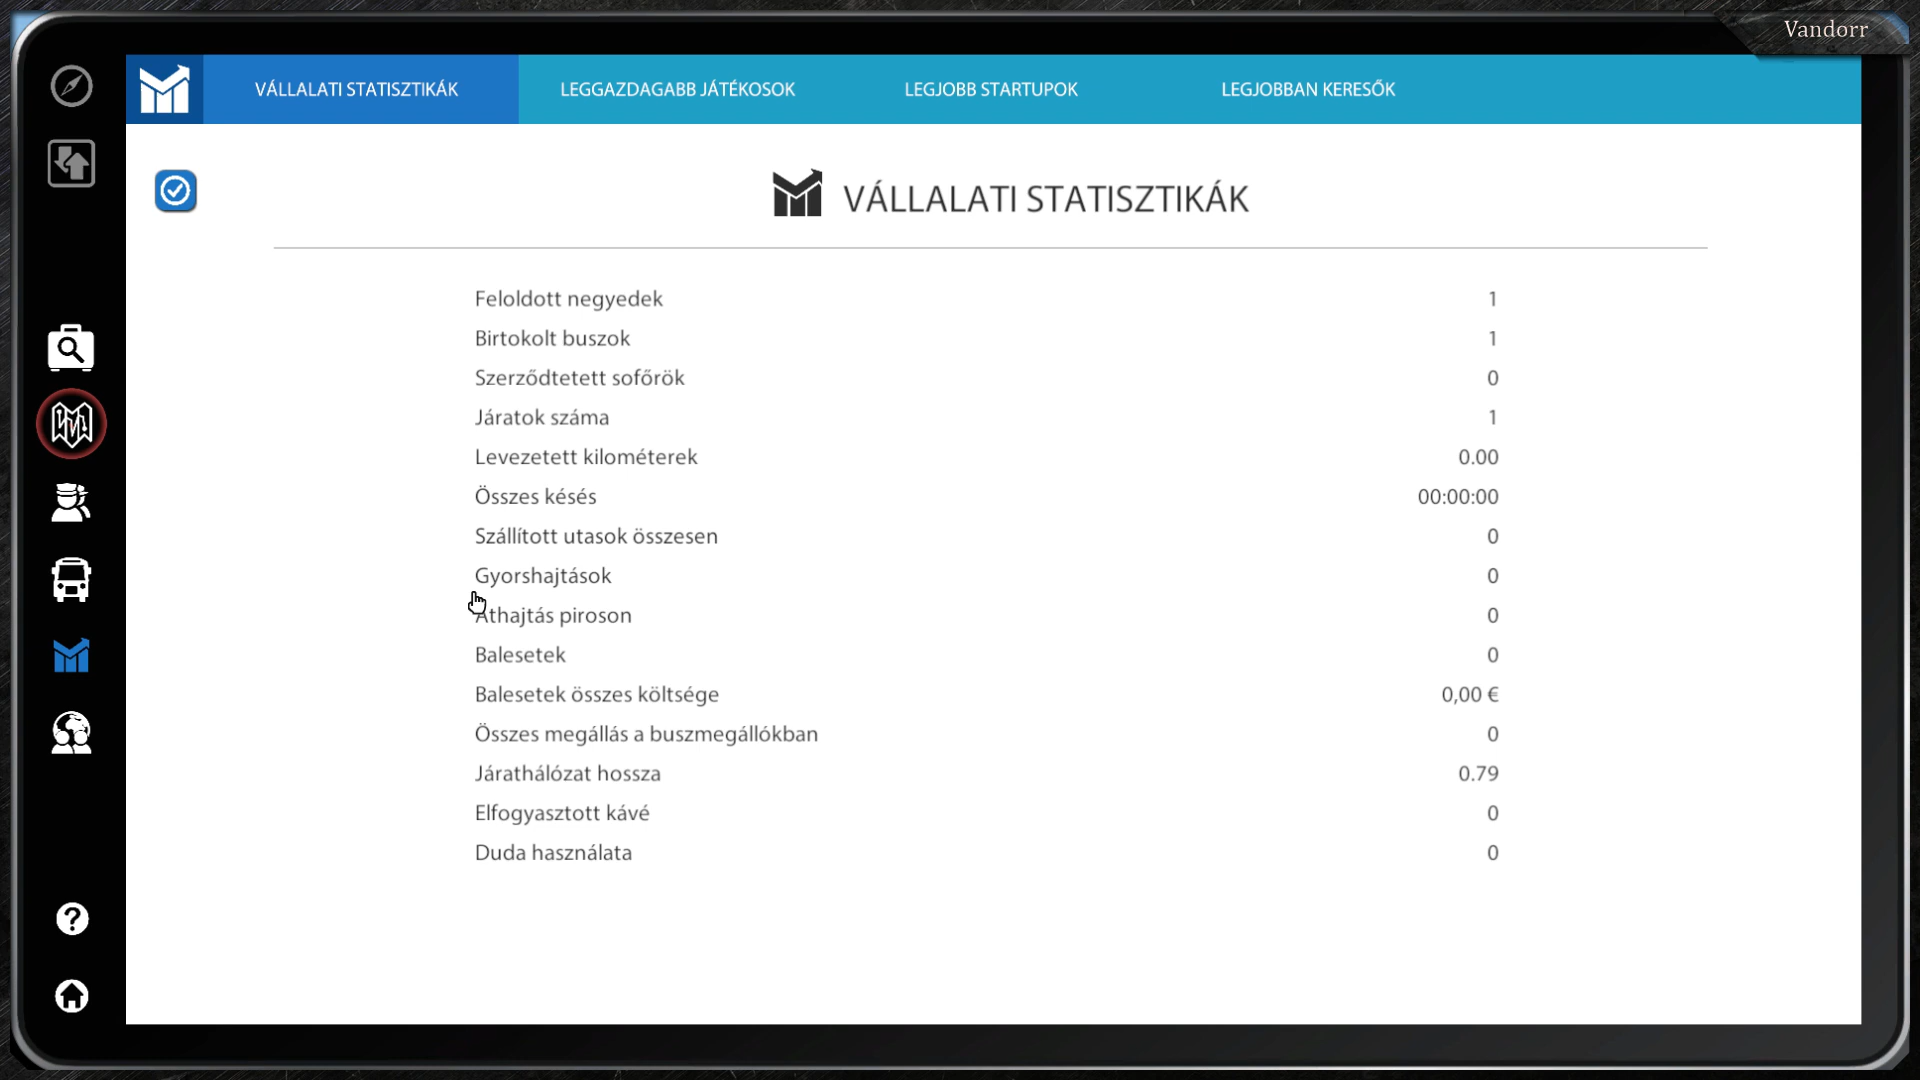 Vandorr
VÁLLALATI STATISZTIKÁK
LEGGAZDAGABB JÁTÉKOSOK
LEGJOBB STARTUPOK
LEGJOBBAN KERESŐK
VÁLLALATI STATISZTIKÁK
Feloldott negyedek 1
Birtokolt buszok 1
Szerződtetett sofőrök 0
Járatok száma 1
Levezetett kilométerek 0.00
Összes késés 00:00:00
Szállított utasok összesen 0
Gyorshajtások 0
Áthajtás piroson 0
Balesetek 0
Balesetek összes költsége 0,00 €
Összes megállás a buszmegállókban 0
Járathálózat hossza 0.79
Elfogyasztott kávé 0
Duda használata 0